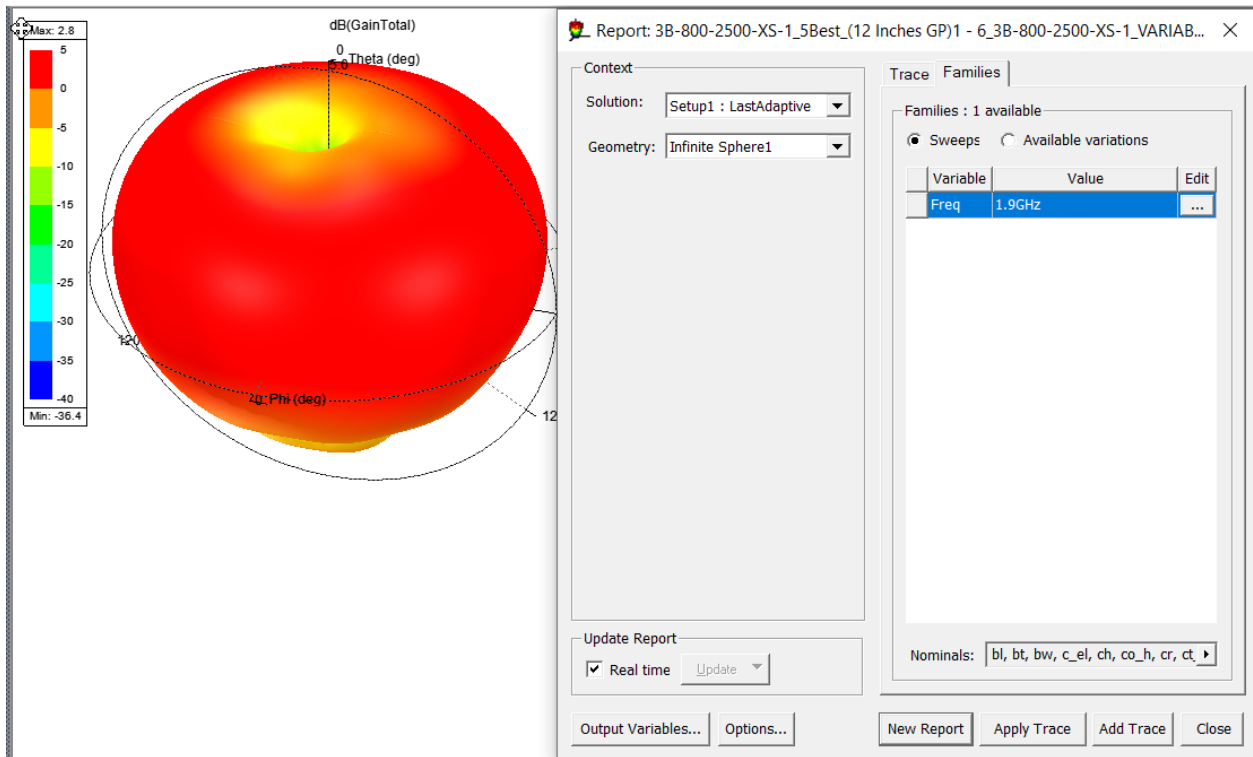 dB(GainTotal)
Max: 2.8
5
0
-5
-10
-15
-20
-25
-30
-35
-40
Min: -36.4
0
5.0
Theta (deg)
120
Phi (deg)
12
Report: 3B-800-2500-XS-1_5Best_(12 Inches GP)1 - 6_3B-800-2500-XS-1_VARIAB...
Context
Solution:
Setup1 : LastAdaptive
Geometry:
Infinite Sphere1
Update Report
Real time
Update
Output Variables...
Options...
Trace
Families
Families : 1 available
Sweeps
Available variations
Variable
Value
Edit
Freq
1.9GHz
...
Nominals:
bl, bt, bw, c_el, ch, co_h, cr, ct_
New Report
Apply Trace
Add Trace
Close